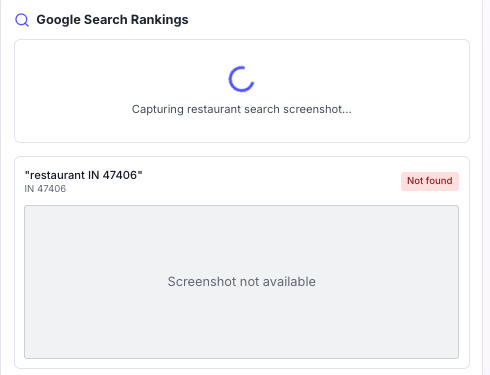 Google Search Rankings
Capturing restaurant search screenshot...
"restaurant IN 47406"
IN 47406
Not found
Screenshot not available